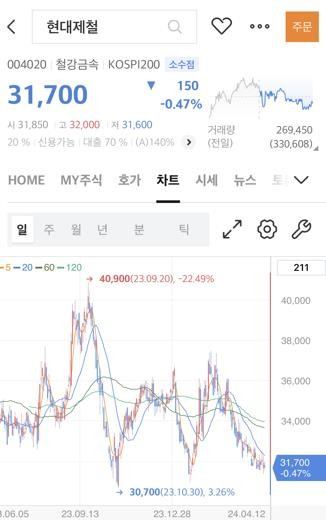 현대제철
주문
004020 | 철강금속 | KOSPI200 소수점
31,700 ▼ 150
-0.47%
시 31,850 | 고 32,000 | 저 31,600
20 % | 신용가능 | 대출 70 % | (A)140%
거래량 269,450
(전일) (330,608)
HOME MY주식 호가 차트 시세 뉴스
일 주 월 년 분 틱
5 20 60 120
211
40,900(23.09.20), -22.49%
40,000
38,000
36,000
34,000
31,700
-0.47%
30,700(23.10.30), 3.26%
3.06.05 23.09.13 23.12.28 24.04.12